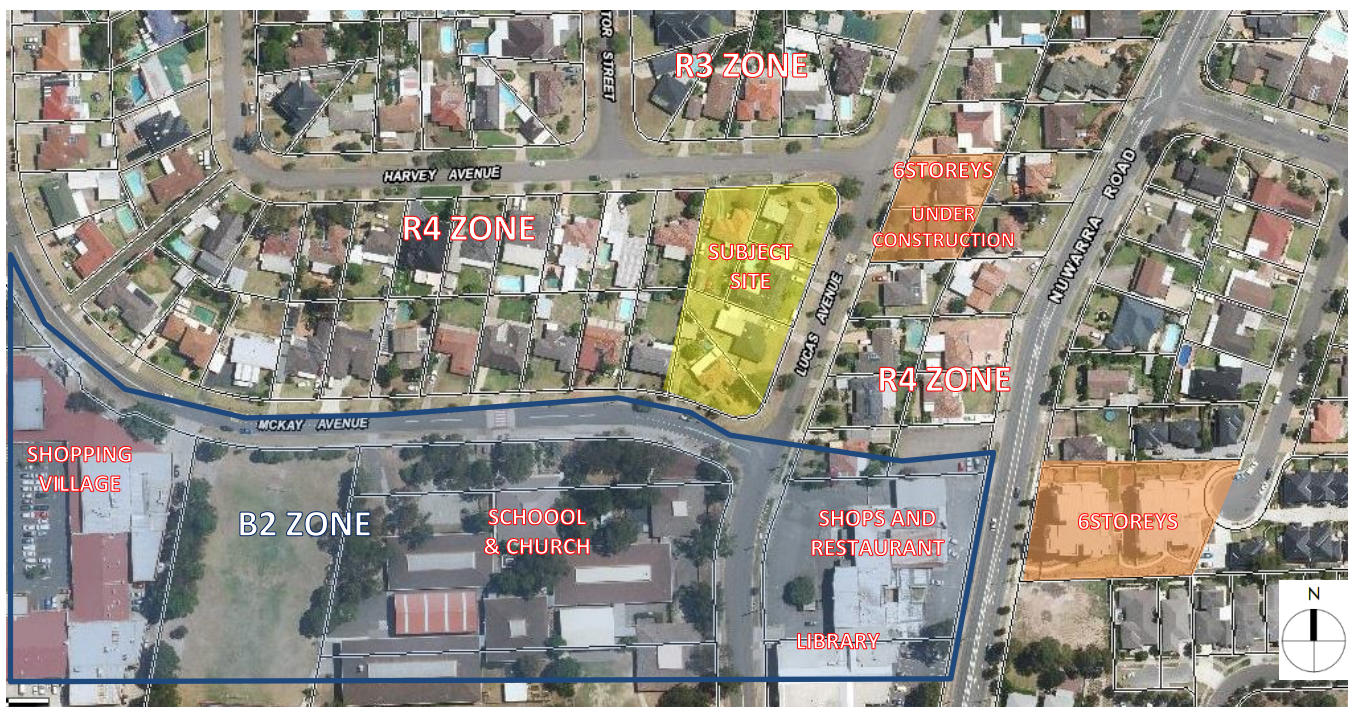 TOR STREET
R3 ZONE
HARVEY AVENUE
6STOREYS
UNDER
CONSTRUCTION
NUWARRA ROAD
R4 ZONE
SUBJECT
SITE
LUCAS AVENUE
R4 ZONE
MCKAY AVENUE
SHOPPING
VILLAGE
B2 ZONE
SCHOOOL
& CHURCH
SHOPS AND
RESTAURANT
6STOREYS
LIBRARY
N